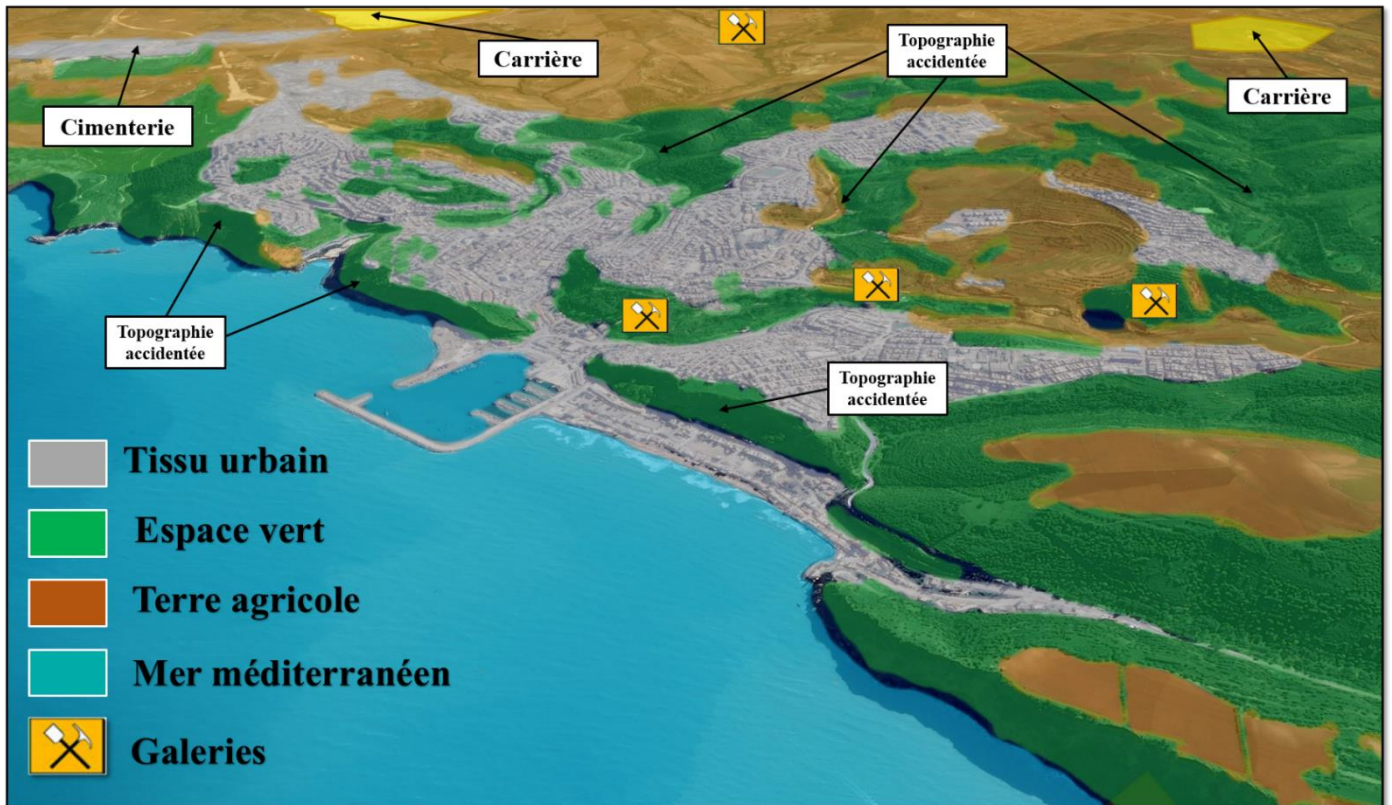 Carrière
Topographie
accidentée
Carrière
Cimenterie
Topographie
accidentée
Topographie
accidentée
Tissu urbain
Espace vert
Terre agricole
Mer méditerranéen
Galeries